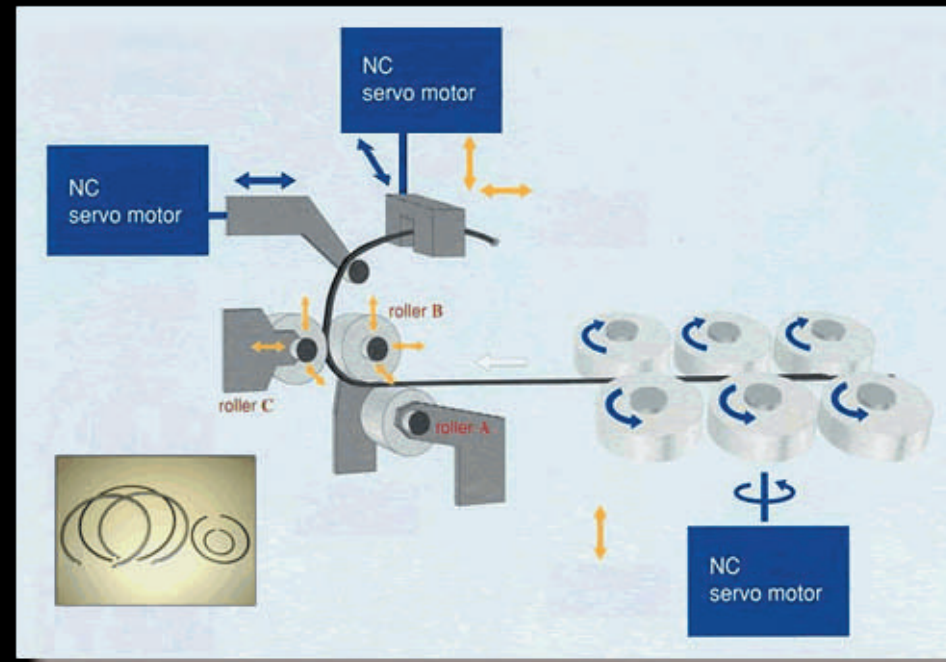 NC
servo motor
NC
servo motor
roller B
roller C
roller A
NC
servo motor